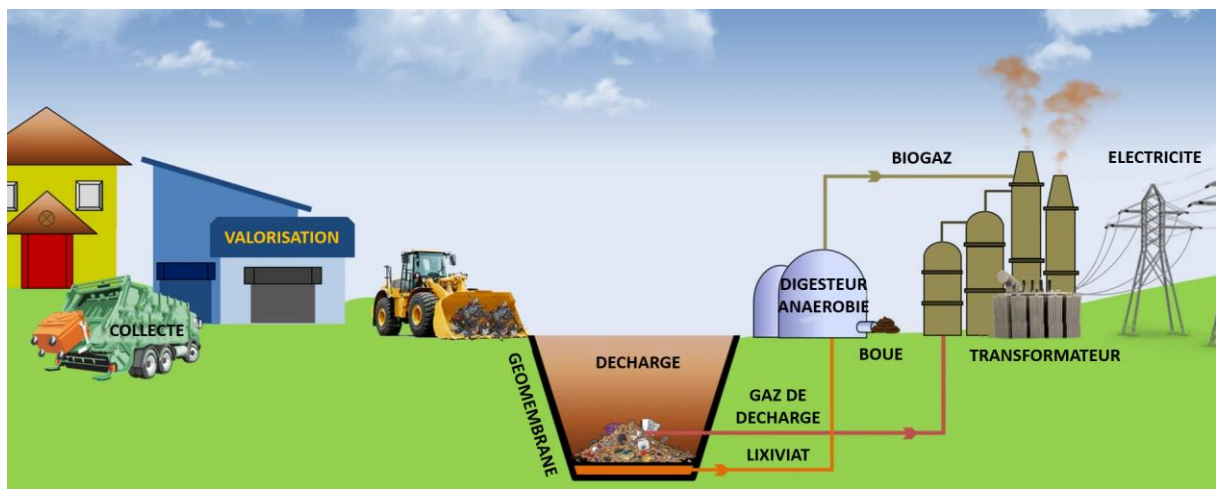 BIOGAZ
ELECTRICITE
VALORISATION
COLLECTE
DIGESTEUR
ANAEROBIE
BOUE
TRANSFORMATEUR
GEOMEMBRANE
DECHARGE
GAZ DE
DECHARGE
LIXIVIAT